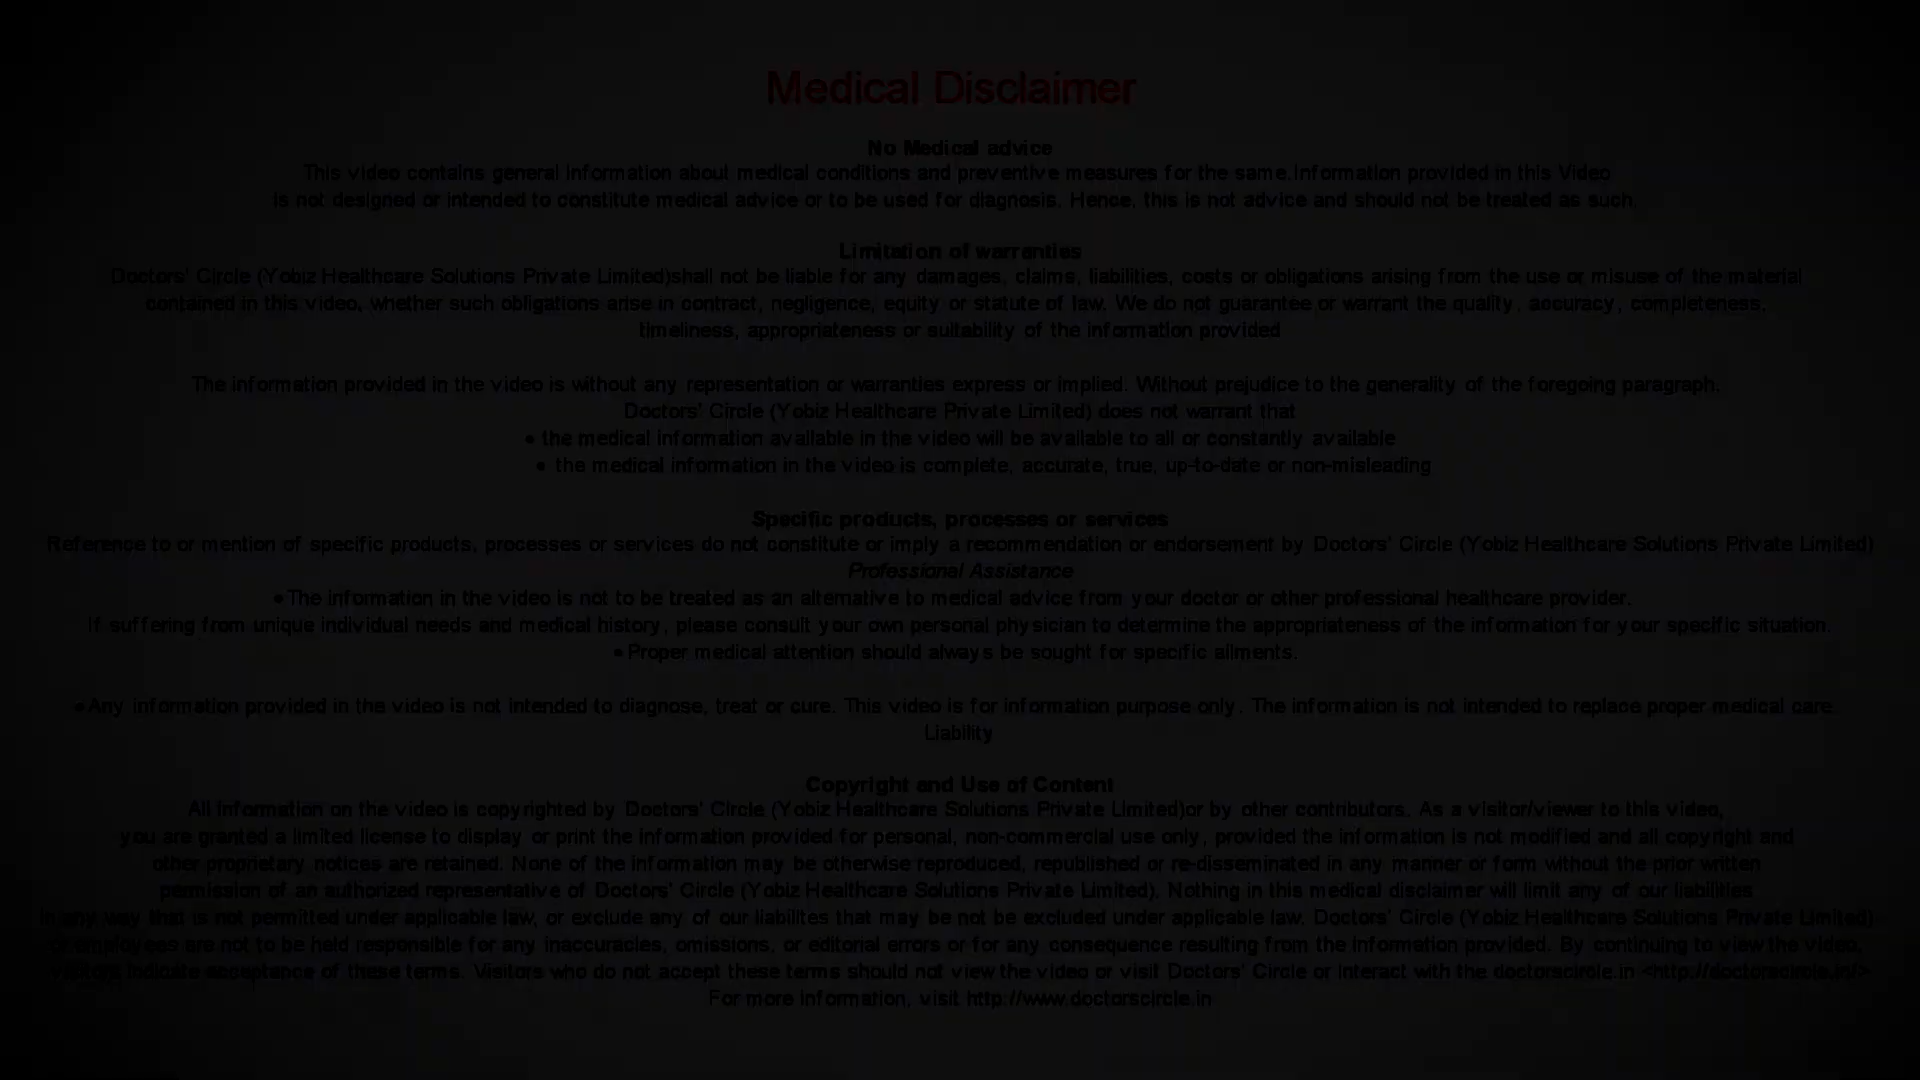 Medical Disclaimer
No Medical advice
This video contains general information about medical conditions and preventive measures for the same.Information provided in this Video
is not designed or intended to constitute medical advice or to be used for diagnosis. Hence, this is not advice and should not be treated as such.
Limitation of warranties
Doctors' Circle (Yobiz Healthcare Solutions Private Limited)shall not be liable for any damages, claims, liabilities, costs or obligations arising from the use or misuse of the material
contained in this video, whether such obligations arise in contract, negligence, equity or statute of law. We do not guarantee or warrant the quality, accuracy, completeness,
timeliness, appropriateness or suitability of the information provided
The information provided in the video is without any representation or warranties express or implied. Without prejudice to the generality of the foregoing paragraph.
Doctors' Circle (Yobiz Healthcare Private Limited) does not warrant that
• the medical information available in the video will be available to all or constantly available
• the medical information in the video is complete, accurate, true, up-to-date or non-misleading
Specific products, processes or services
Reference to or mention of specific products, processes or services do not constitute or imply a recommendation or endorsement by Doctors' Circle (Yobiz Healthcare Solutions Private Limited)
Professional Assistance
•The information in the video is not to be treated as an alternative to medical advice from your doctor or other professional healthcare provider.
If suffering from unique individual needs and medical history, please consult your own personal physician to determine the appropriateness of the information for your specific situation.
•Proper medical attention should always be sought for specific ailments.
•Any information provided in the video is not intended to diagnose, treat or cure. This video is for information purpose only. The information is not intended to replace proper medical care.
Liability
Copyright and Use of Content
All information on the video is copyrighted by Doctors' Circle (Yobiz Healthcare Solutions Private Limited)or by other contributors. As a visitor/viewer to this video,
you are granted a limited license to display or print the information provided for personal, non-commercial use only, provided the information is not modified and all copyright and
other proprietary notices are retained. None of the information may be otherwise reproduced, republished or re-disseminated in any manner or form without the prior written
permission of an authorized representative of Doctors' Circle (Yobiz Healthcare Solutions Private Limited). Nothing in this medical disclaimer will limit any of our liabilities
in any way that is not permitted under applicable law, or exclude any of our liabilites that may be not be excluded under applicable law. Doctors' Circle (Yobiz Healthcare Solutions Private Limited)
or employees are not to be held responsible for any inaccuracies, omissions, or editorial errors or for any consequence resulting from the information provided. By continuing to view the video,
visitors indicate acceptance of these terms. Visitors who do not accept these terms should not view the video or visit Doctors' Circle or interact with the doctorscircle.in <http://doctorscircle.in/>
For more information, visit http://www.doctorscircle.in